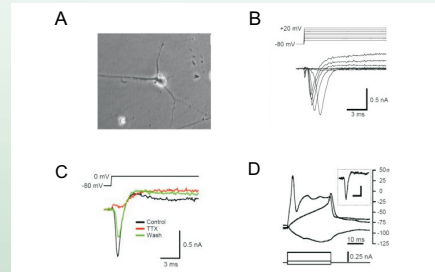 A
B
+20 mV
-80 mV
0.5 nA
3 ms
C
0 mV
-80 mV
Control
TTX
Wash
0.5 nA
3 ms
D
50
25
0
-25
-50
-75
-100
-125
10 ms
0.25 nA